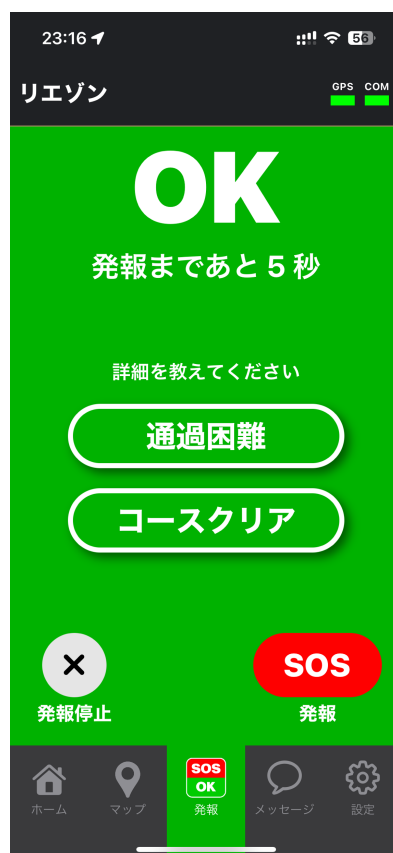 23:16
56
リエゾン
GPS COM
OK
発報まであと5秒
詳細を教えてください
通過困難
コースクリア
×
SOS
発報停止
発報
SOS
OK
ホーム
マップ
発報
メッセージ
設定